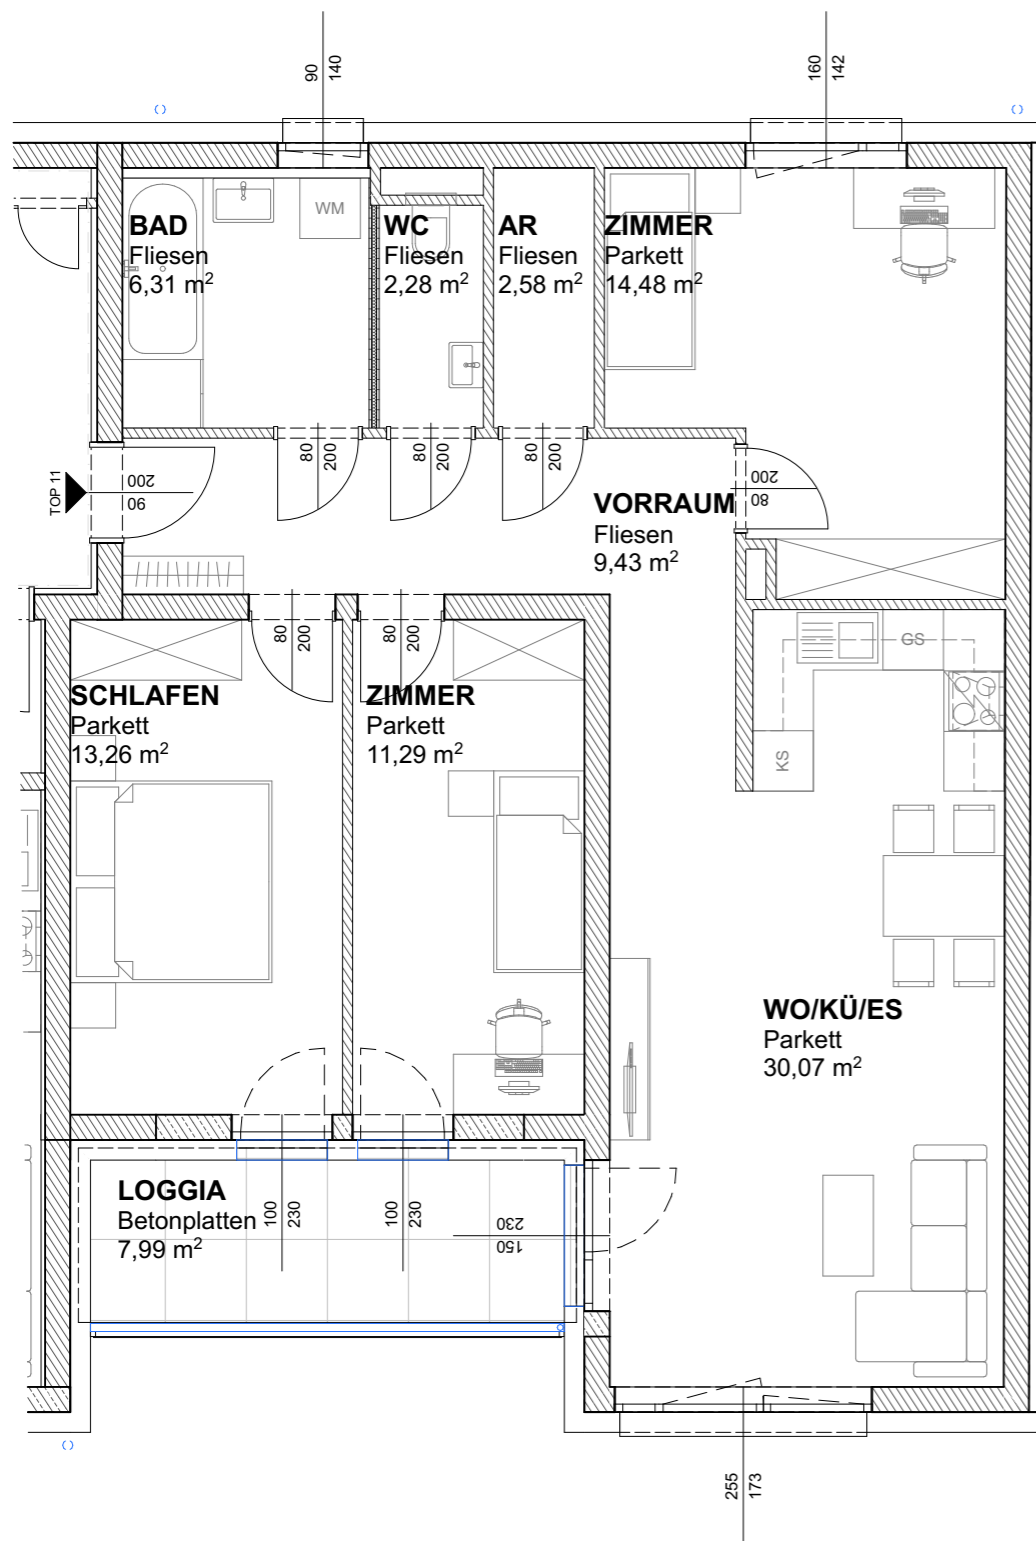 90
140
160
142
BAD
Fliesen
6,31 m²
WM
WC
Fliesen
2,28 m²
AR
Fliesen
2,58 m²
ZIMMER
Parkett
14,48 m²
80
200
80
200
80
200
TOP 11
90
200
VORRAUM
Fliesen
9,43 m²
80
200
80
200
80
200
GS
KS
SCHLAFEN
Parkett
13,26 m²
ZIMMER
Parkett
11,29 m²
WO/KÜ/ES
Parkett
30,07 m²
LOGGIA
Betonplatten
7,99 m²
100
230
100
230
150
230
255
173